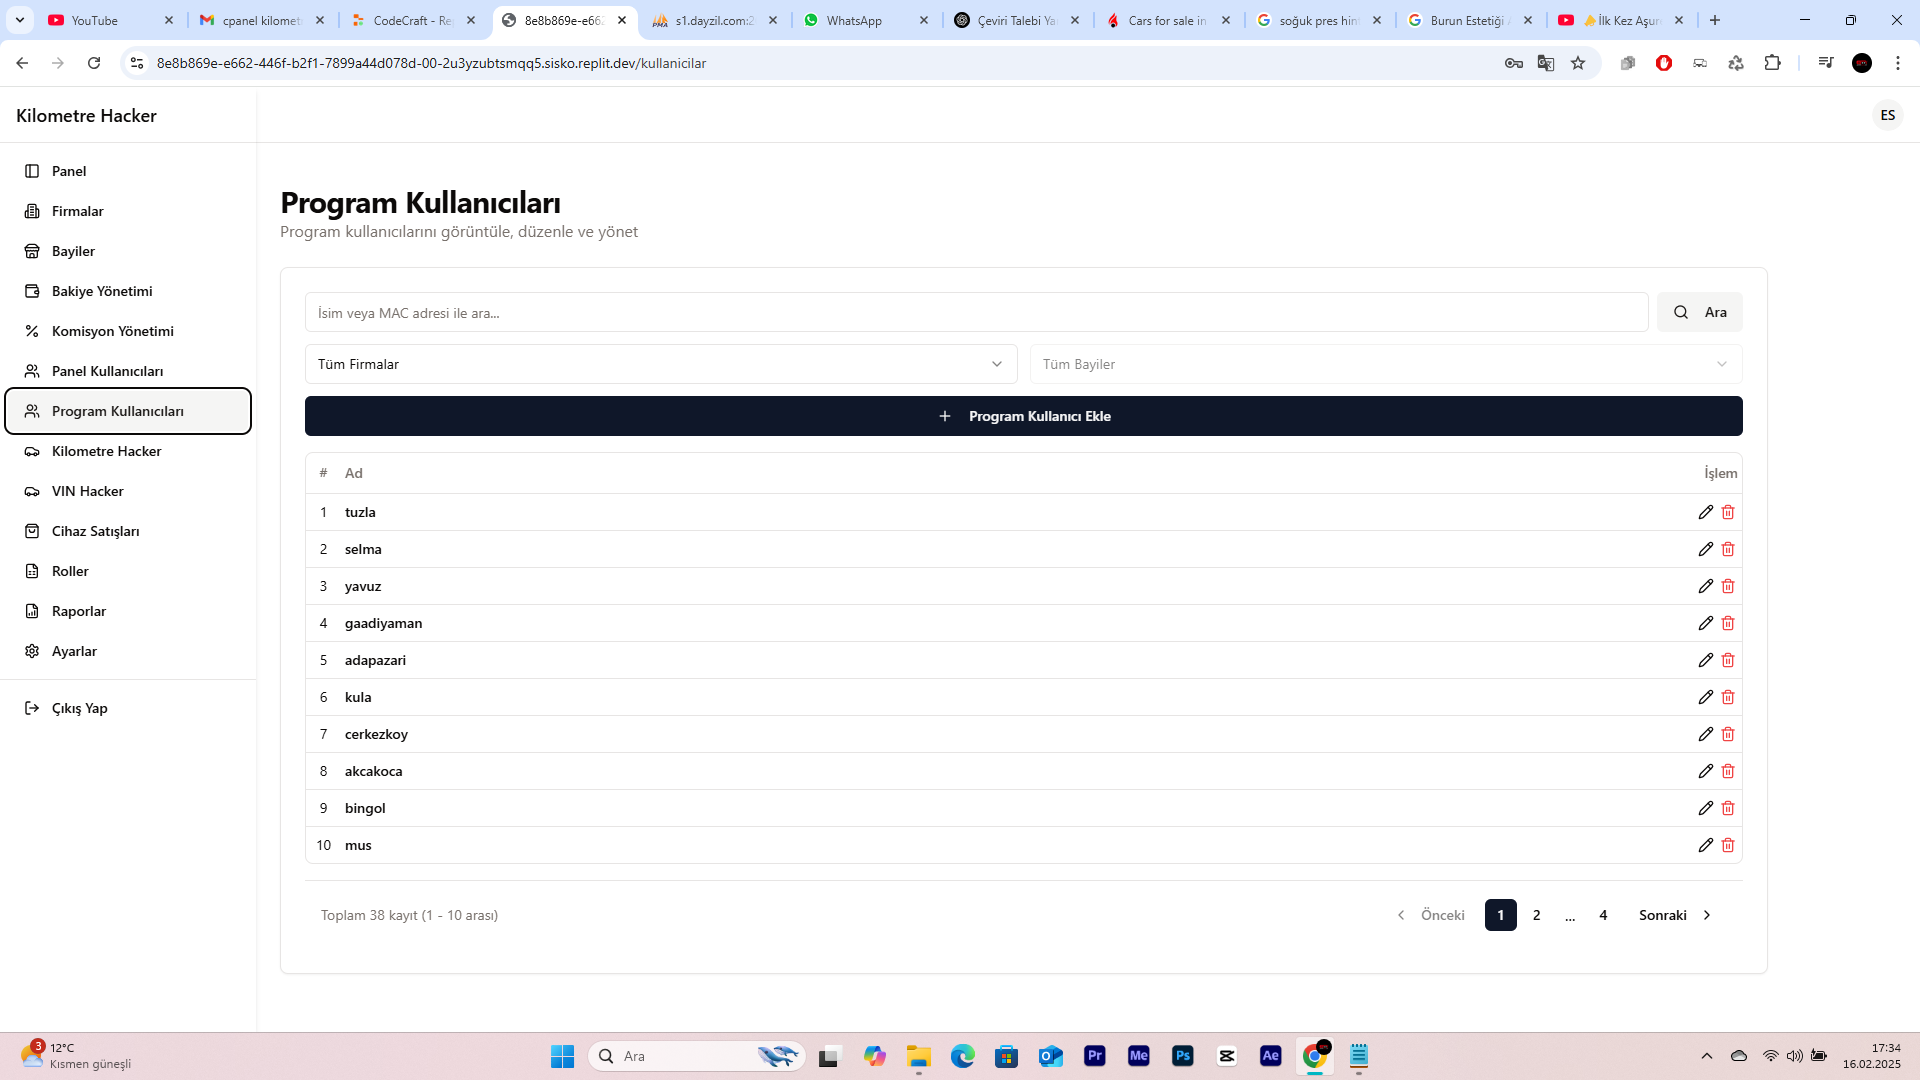 YouTube
cpanel kilomet
CodeCraft - Re
8e8b869e-e662
s1.dayzil.com:2
WhatsApp
Çeviri Talebi Ya
Cars for sale in
soğuk pres hin
Burun Estetiği
İlk Kez Aşur
8e8b869e-e662-446f-b2f1-7899a44d078d-00-2u3yzubtsmqq5.sisko.replit.dev/kullanicilar
Kilometre Hacker
ES
Panel
Firmalar
Bayiler
Bakiye Yönetimi
Komisyon Yönetimi
Panel Kullanıcıları
Program Kullanıcıları
Kilometre Hacker
VIN Hacker
Cihaz Satışları
Roller
Raporlar
Ayarlar
Çıkış Yap
Program Kullanıcıları
Program kullanıcılarını görüntüle, düzenle ve yönet
İsim veya MAC adresi ile ara...
Ara
Tüm Firmalar
Tüm Bayiler
Program Kullanıcı Ekle
# Ad İşlem
1 tuzla
2 selma
3 yavuz
4 gaadiyaman
5 adapazari
6 kula
7 cerkezkoy
8 akcakoca
9 bingol
10 mus
Toplam 38 kayıt (1 - 10 arası)
Önceki 1 2 ... 4 Sonraki
3
12°C
Kısmen güneşli
Ara
Pr
Me
Ps
Ae
17:34
16.02.2025